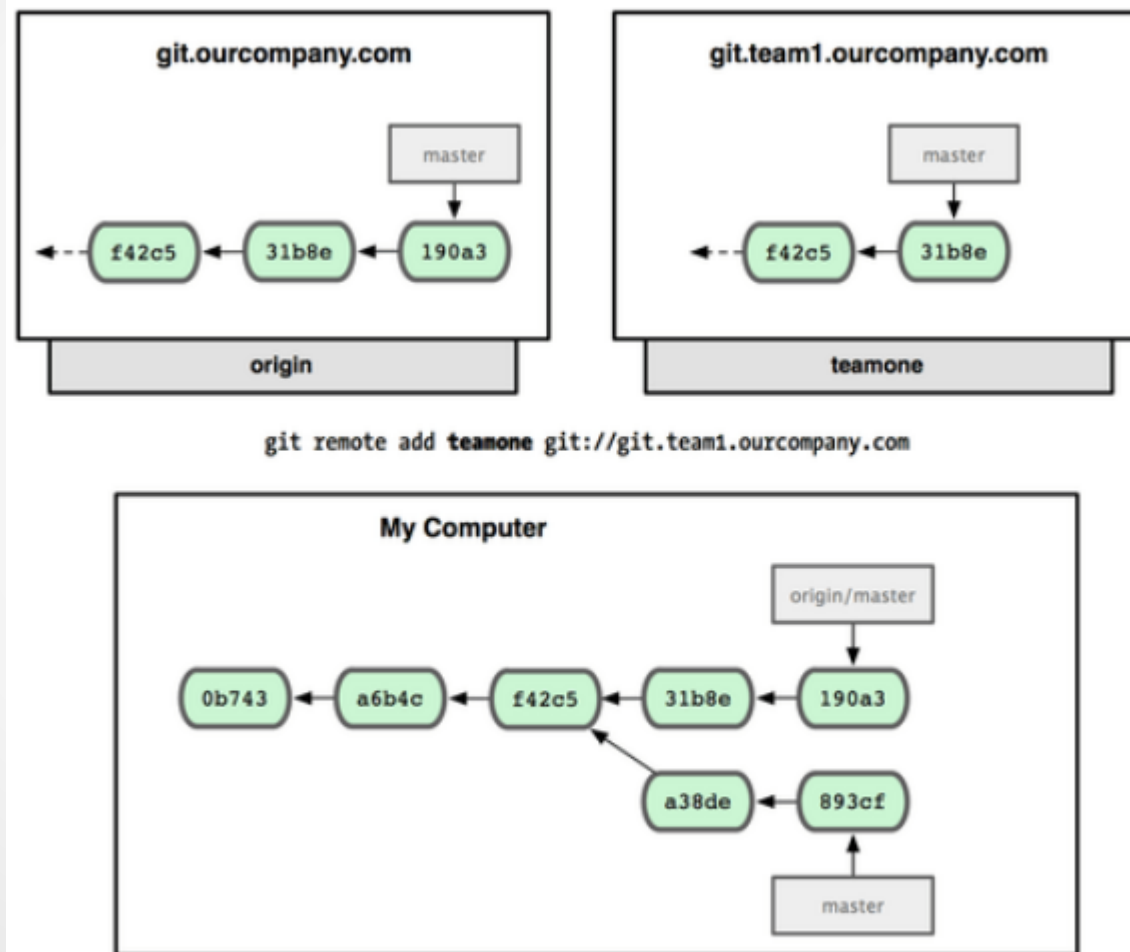 git.ourcompany.com
master
f42c5
31b8e
190a3
origin
git.team1.ourcompany.com
master
f42c5
31b8e
teamone
git remote add teamone git://git.team1.ourcompany.com
My Computer
origin/master
0b743
a6b4c
f42c5
31b8e
190a3
a38de
893cf
master